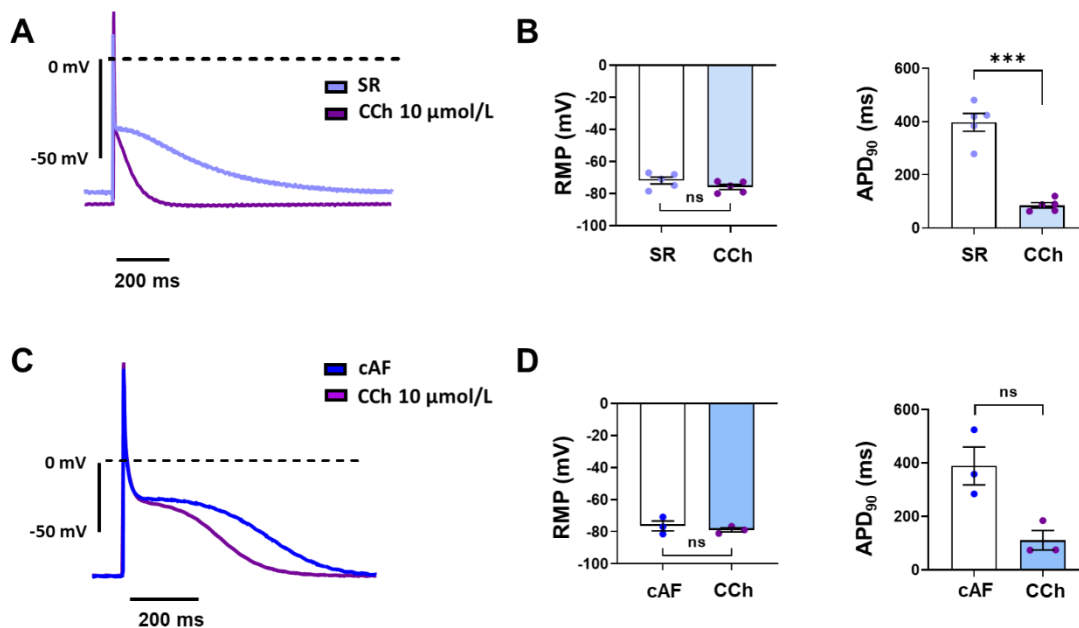 A
0 mV
-50 mV
SR
CCh 10 μmol/L
200 ms
B
RMP (mV)
0
-20
-40
-60
-80
-100
ns
SR
CCh
APD90 (ms)
600
400
200
0
***
SR
CCh
C
0 mV
-50 mV
cAF
CCh 10 μmol/L
200 ms
D
RMP (mV)
0
-20
-40
-60
-80
-100
ns
cAF
CCh
APD90 (ms)
600
400
200
0
ns
cAF
CCh